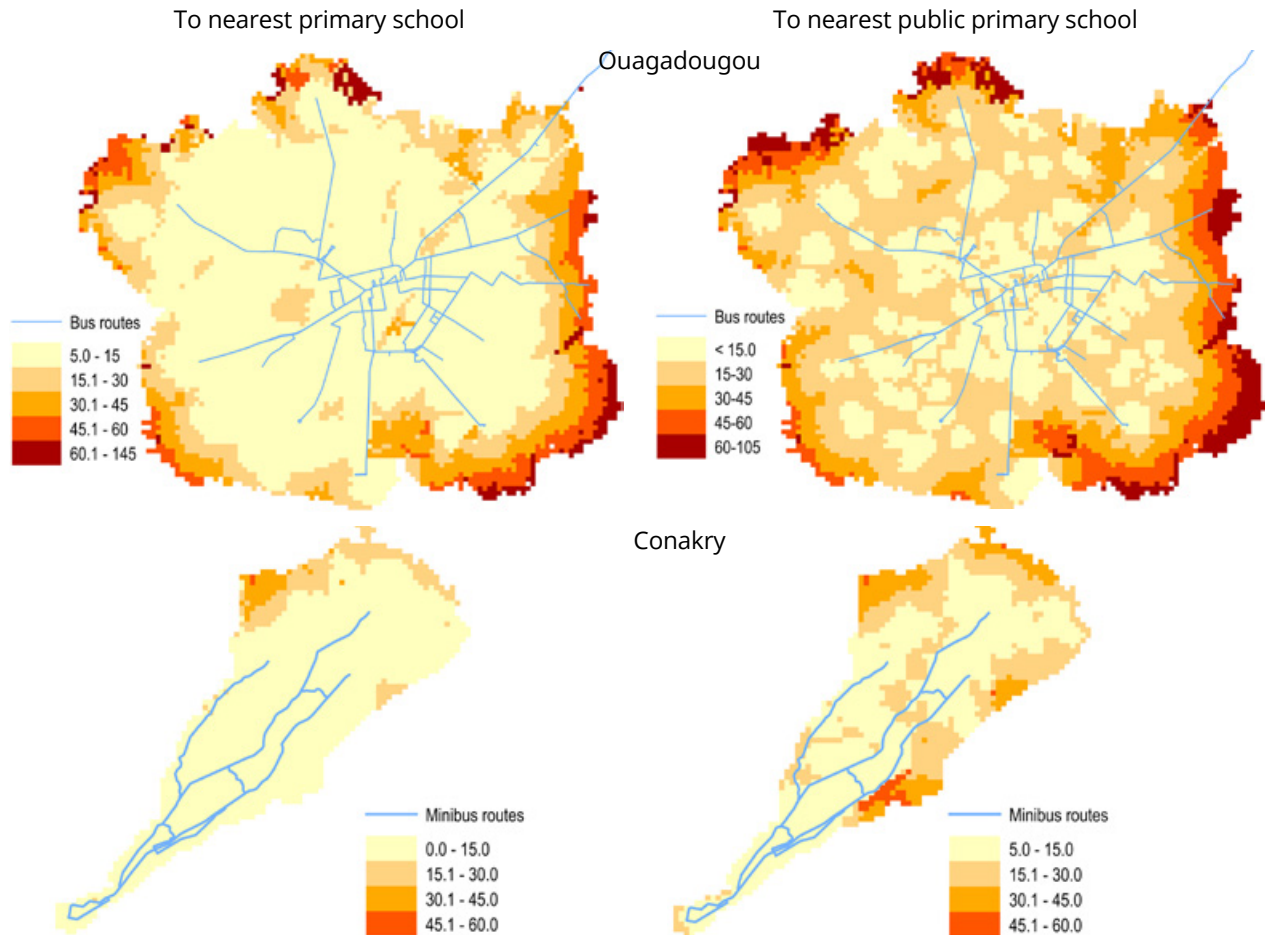 To nearest primary school
To nearest public primary school
Ouagadougou
Bus routes
5.0 - 15
15.1 - 30
30.1 - 45
45.1 - 60
60.1 - 145
Bus routes
< 15.0
15-30
30-45
45-60
60-105
Conakry
Minibus routes
0.0 - 15.0
15.1 - 30.0
30.1 - 45.0
45.1 - 60.0
Minibus routes
5.0 - 15.0
15.1 - 30.0
30.1 - 45.0
45.1 - 60.0